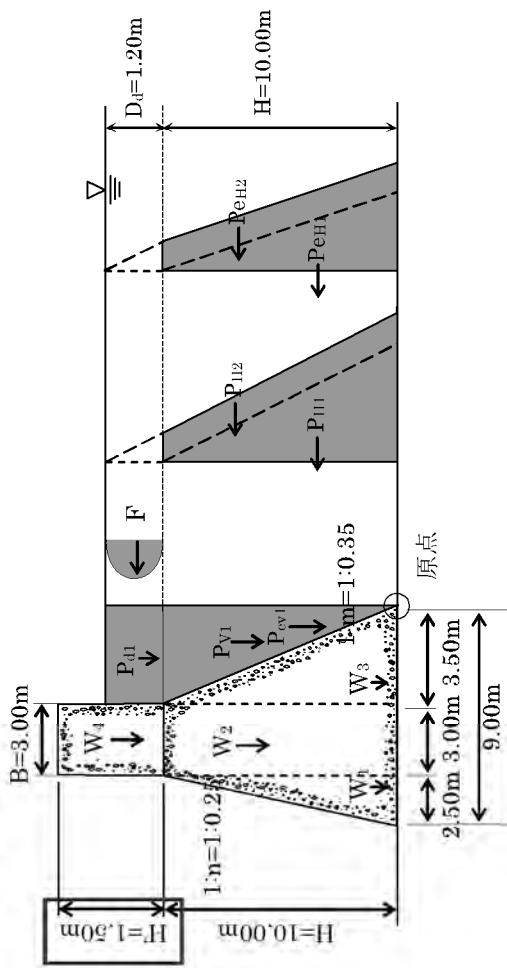 B=3.00m
H'=1.50m
H=10.00m
1:n=1:0.25
W4
W2
W1
W3
Pd1
PV1
Pev1
1:m=1:0.35
F
PH2
PH1
PeH2
PeH1
Dd=1.20m
H=10.00m
原点
2.50m
3.00m
3.50m
9.00m